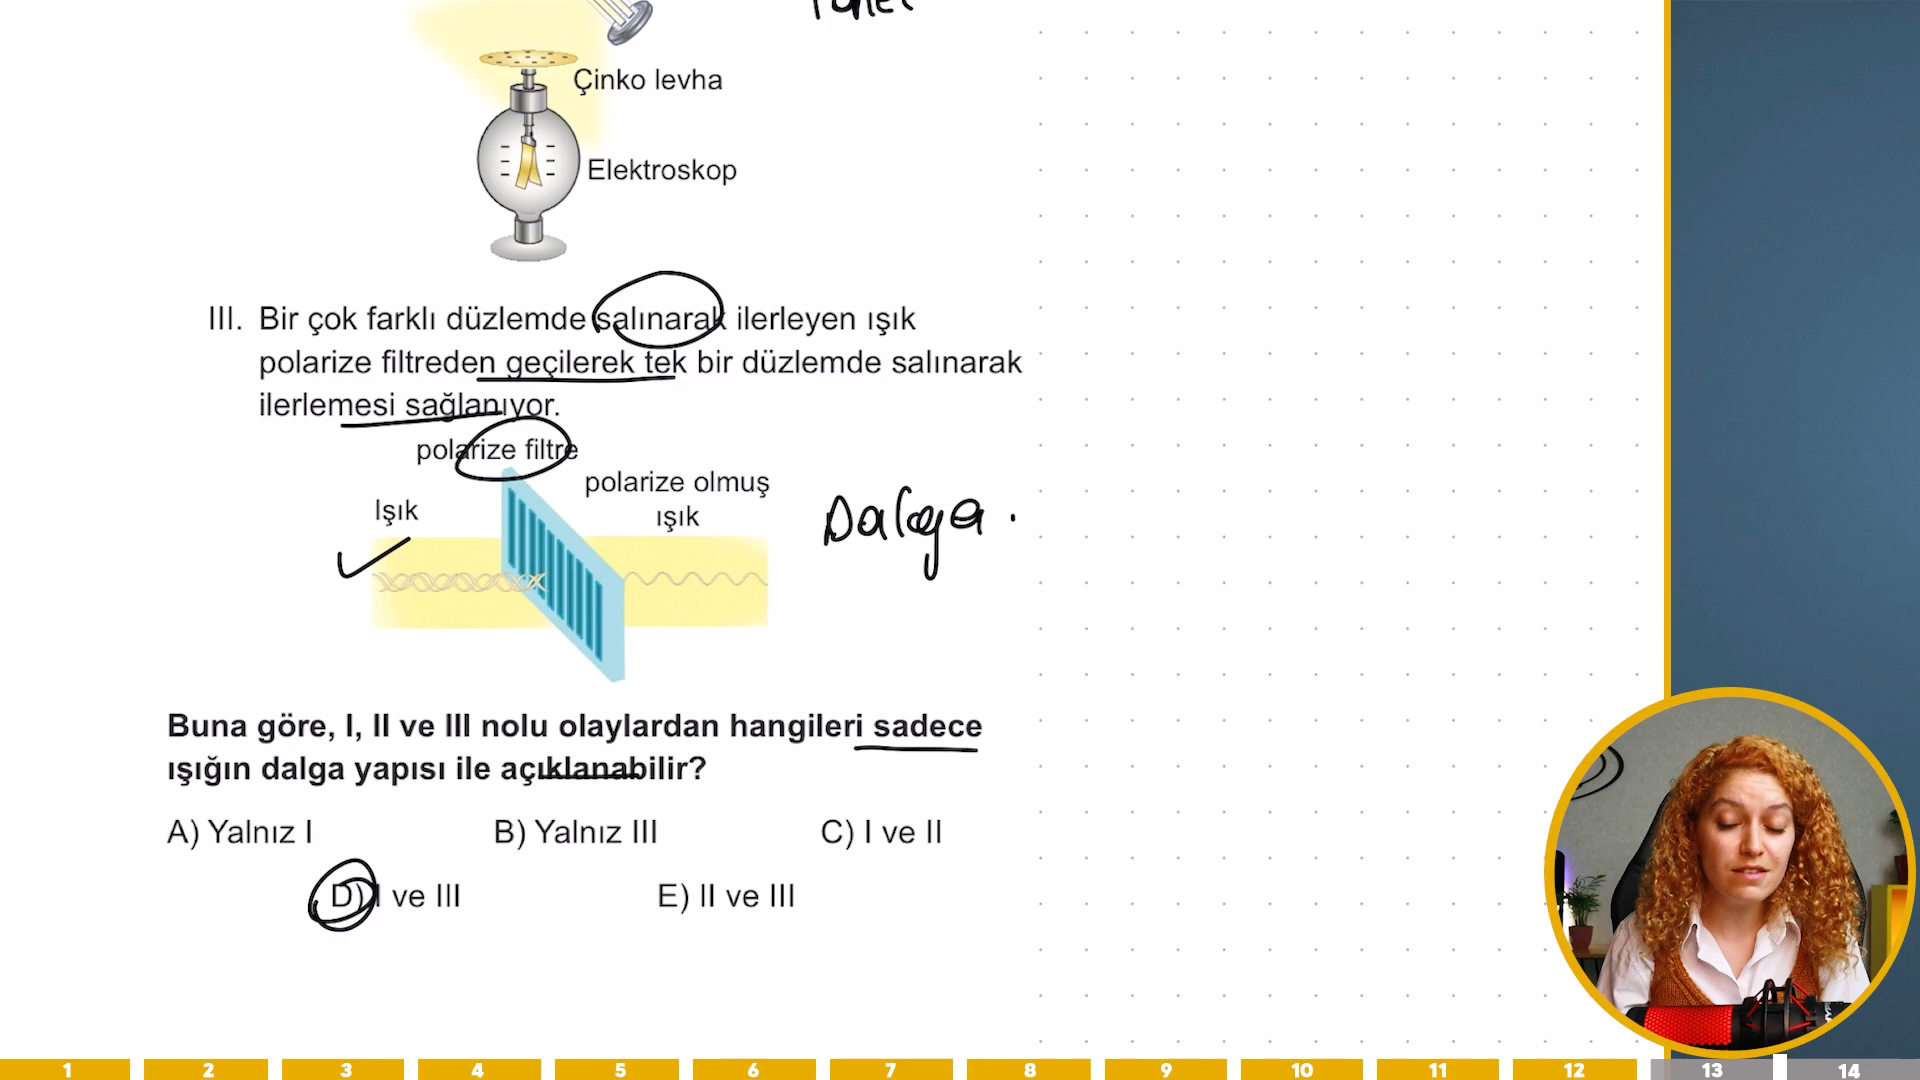 Çinko levha
Elektroskop
III. Bir çok farklı düzlemde salınarak ilerleyen ışık
polarize filtreden geçilerek tek bir düzlemde salınarak
ilerlemesi sağlanıyor.
polarize filtre
polarize olmuş
ışık
Işık
Dalga.
Buna göre, I, II ve III nolu olaylardan hangileri sadece
ışığın dalga yapısı ile açıklanabilir?
A) Yalnız I
B) Yalnız III
C) I ve II
D) I ve III
E) II ve III
1 2 3 4 5 6 7 8 9 10 11 12 13 14